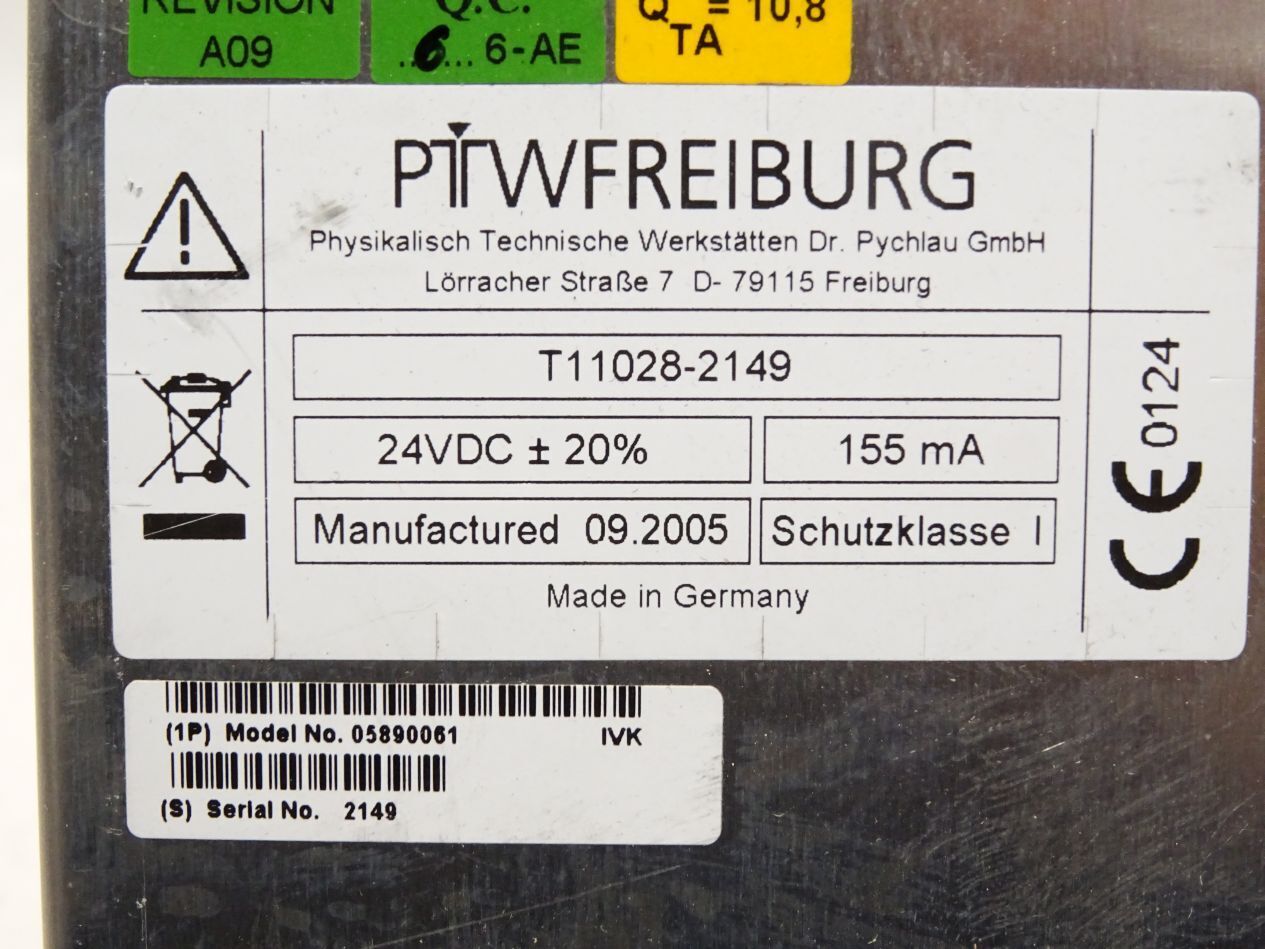 REVISION
A09
Q.C.
...6... 6-AE
Q = 10,8
TA
PTWFREIBURG
Physikalisch Technische Werkstätten Dr. Pychlau GmbH
Lörracher Straße 7 D- 79115 Freiburg
T11028-2149
24VDC ± 20%
155 mA
Manufactured 09.2005
Schutzklasse I
Made in Germany
CE 0124
(1P) Model No. 05890061 IVK
(S) Serial No. 2149